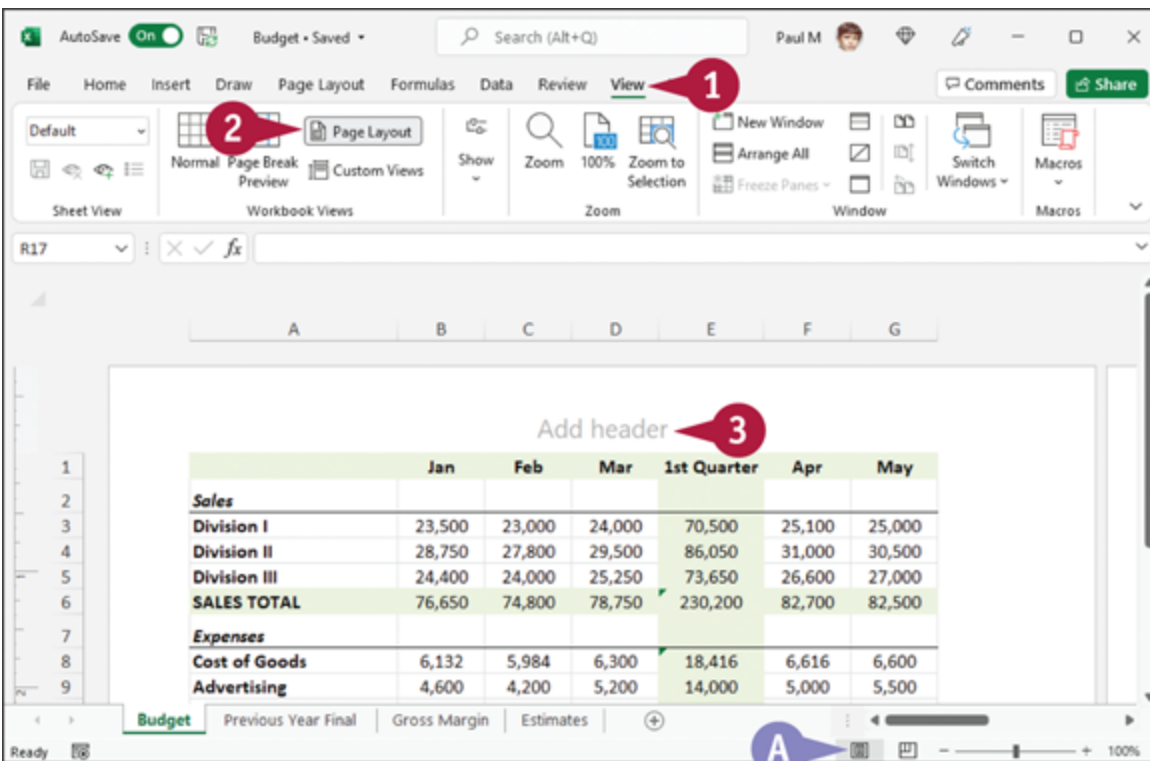 AutoSave On Budget • Saved Search (Alt+Q) Paul M
File Home Insert Draw Page Layout Formulas Data Review View 1 Comments Share
Default 2 Page Layout New Window
Normal Page Break Preview Custom Views Show Zoom 100 100% Zoom to Selection Arrange All Switch Windows Macros
Freeze Panes
Sheet View Workbook Views Zoom Window Macros
R17 fx
A B C D E F G
Add header 3
1 Jan Feb Mar 1st Quarter Apr May
2 Sales
3 Division I 23,500 23,000 24,000 70,500 25,100 25,000
4 Division II 28,750 27,800 29,500 86,050 31,000 30,500
5 Division III 24,400 24,000 25,250 73,650 26,600 27,000
6 SALES TOTAL 76,650 74,800 78,750 230,200 82,700 82,500
7 Expenses
8 Cost of Goods 6,132 5,984 6,300 18,416 6,616 6,600
9 Advertising 4,600 4,200 5,200 14,000 5,000 5,500
Budget Previous Year Final Gross Margin Estimates
Ready A 100%